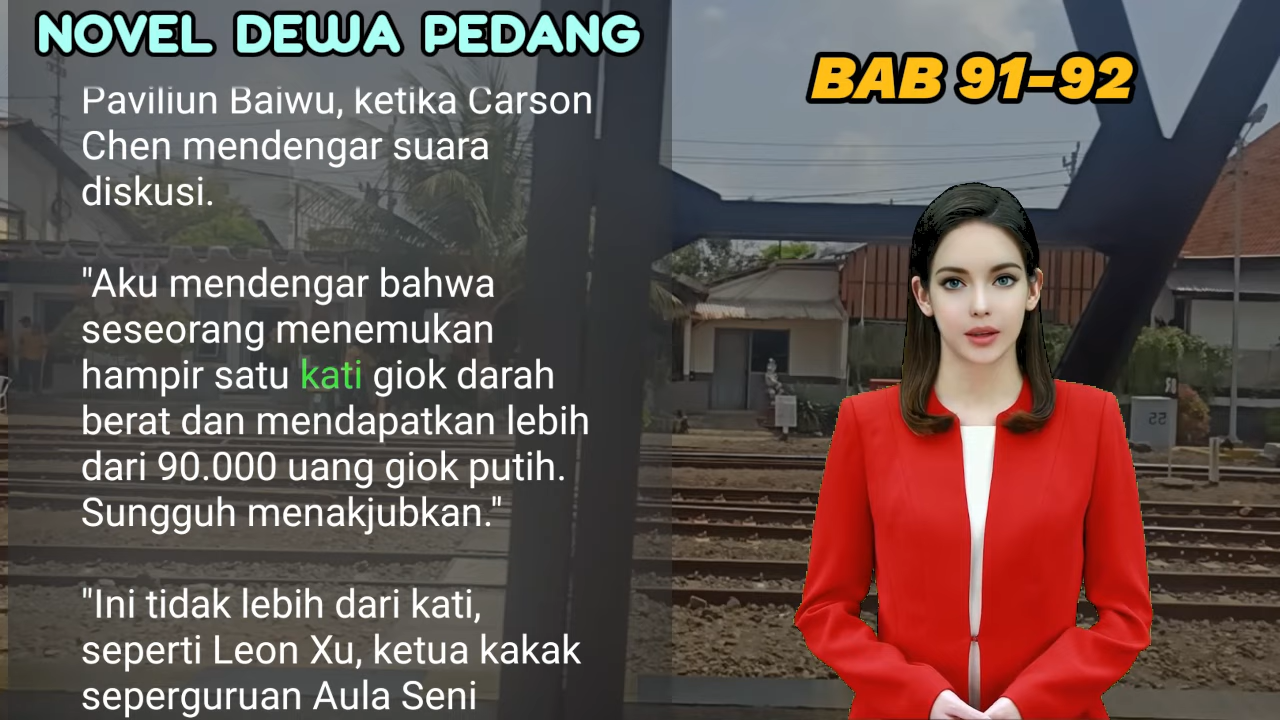 NOVEL DEWA PEDANG
BAB 91-92
Paviliun Baiwu, ketika Carson
Chen mendengar suara
diskusi.
"Aku mendengar bahwa
seseorang menemukan
hampir satu kati giok darah
berat dan mendapatkan lebih
dari 90.000 uang giok putih.
Sungguh menakjubkan."
"Ini tidak lebih dari kati,
seperti Leon Xu, ketua kakak
seperguruan Aula Seni
55